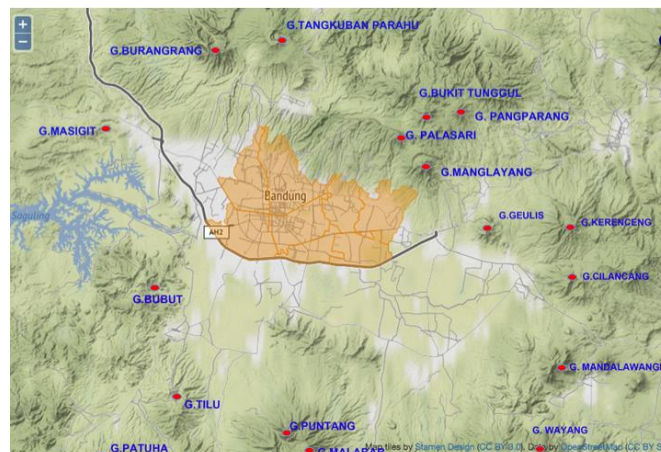 +
G.TANGKUBAN PARAHU
G.BURANGRANG
−
G.BUKIT TUNGGUL
G. PANGPARANG
G.MASIGIT
G. PALASARI
G.MANGLAYANG
Bandung
Saguling
G.GEULIS
G.KERENCENG
AH2
G.CILANCANG
G.BUBUT
G. MANDALAWANGI
G.TILU
G.PUNTANG
G. WAYANG
G.PATUHA
G.MALABAR
Map tiles by Stamen Design (CC BY 3.0), Data by OpenStreetMap (CC BY S